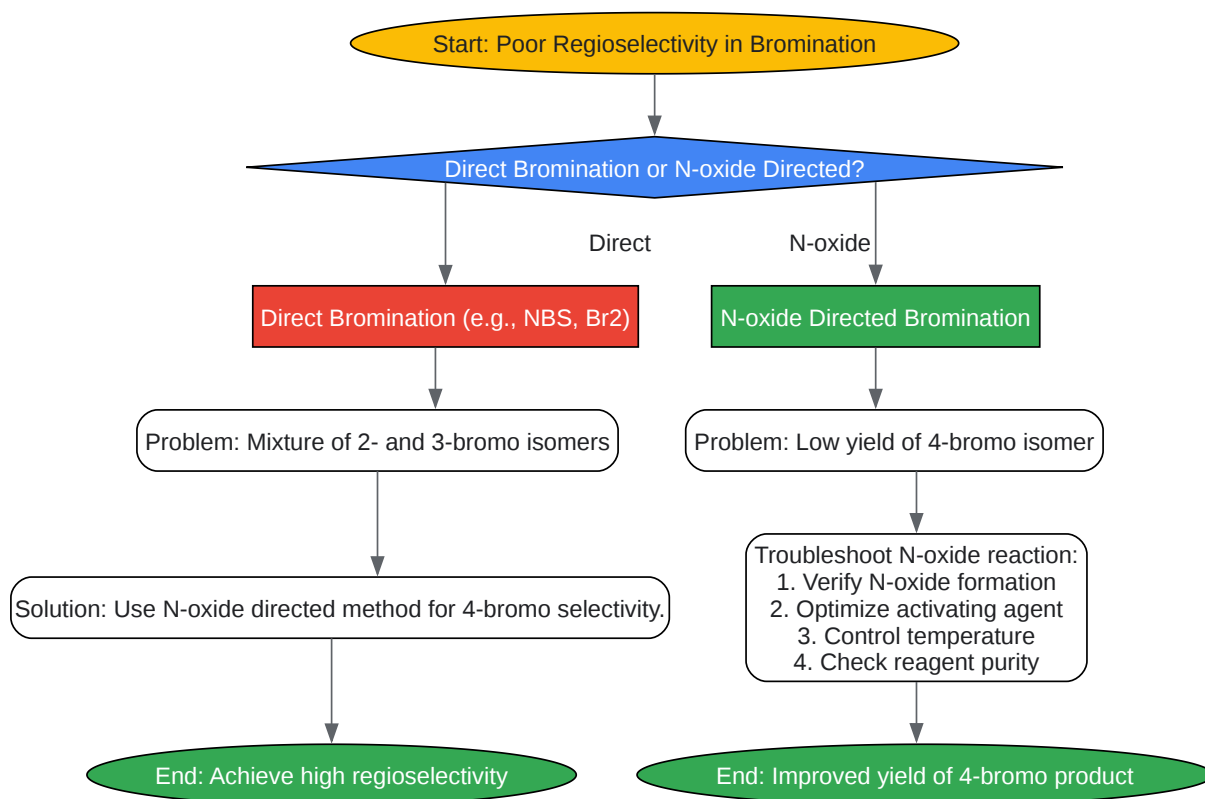 Start: Poor Regioselectivity in Bromination
Direct Bromination or N-oxide Directed?
Direct
N-oxide
Direct Bromination (e.g., NBS, Br2)
N-oxide Directed Bromination
Problem: Mixture of 2- and 3-bromo isomers
Problem: Low yield of 4-bromo isomer
Solution: Use N-oxide directed method for 4-bromo selectivity.
Troubleshoot N-oxide reaction:
1. Verify N-oxide formation
2. Optimize activating agent
3. Control temperature
4. Check reagent purity
End: Achieve high regioselectivity
End: Improved yield of 4-bromo product